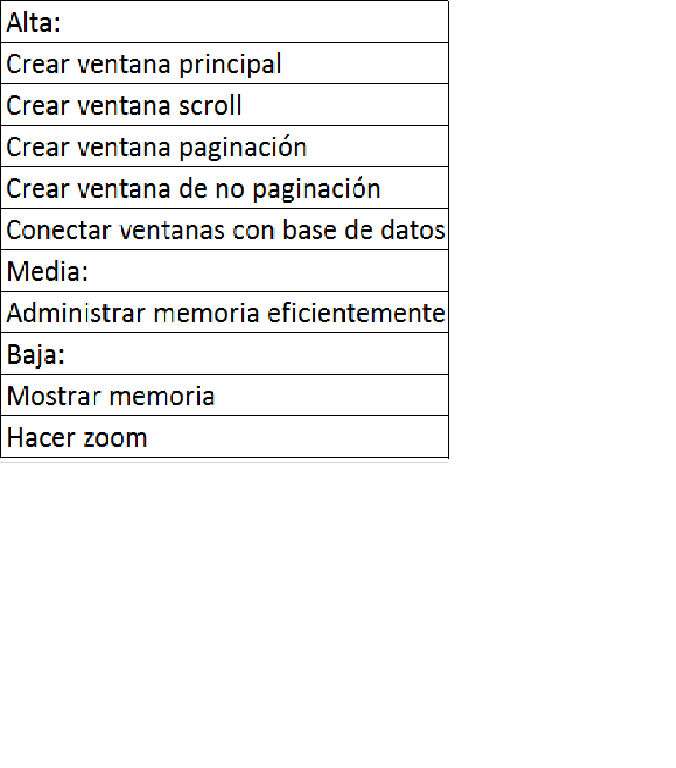 Alta:
Crear ventana principal
Crear ventana scroll
Crear ventana paginación
Crear ventana de no paginación
Conectar ventanas con base de datos
Media:
Administrar memoria eficientemente
Baja:
Mostrar memoria
Hacer zoom